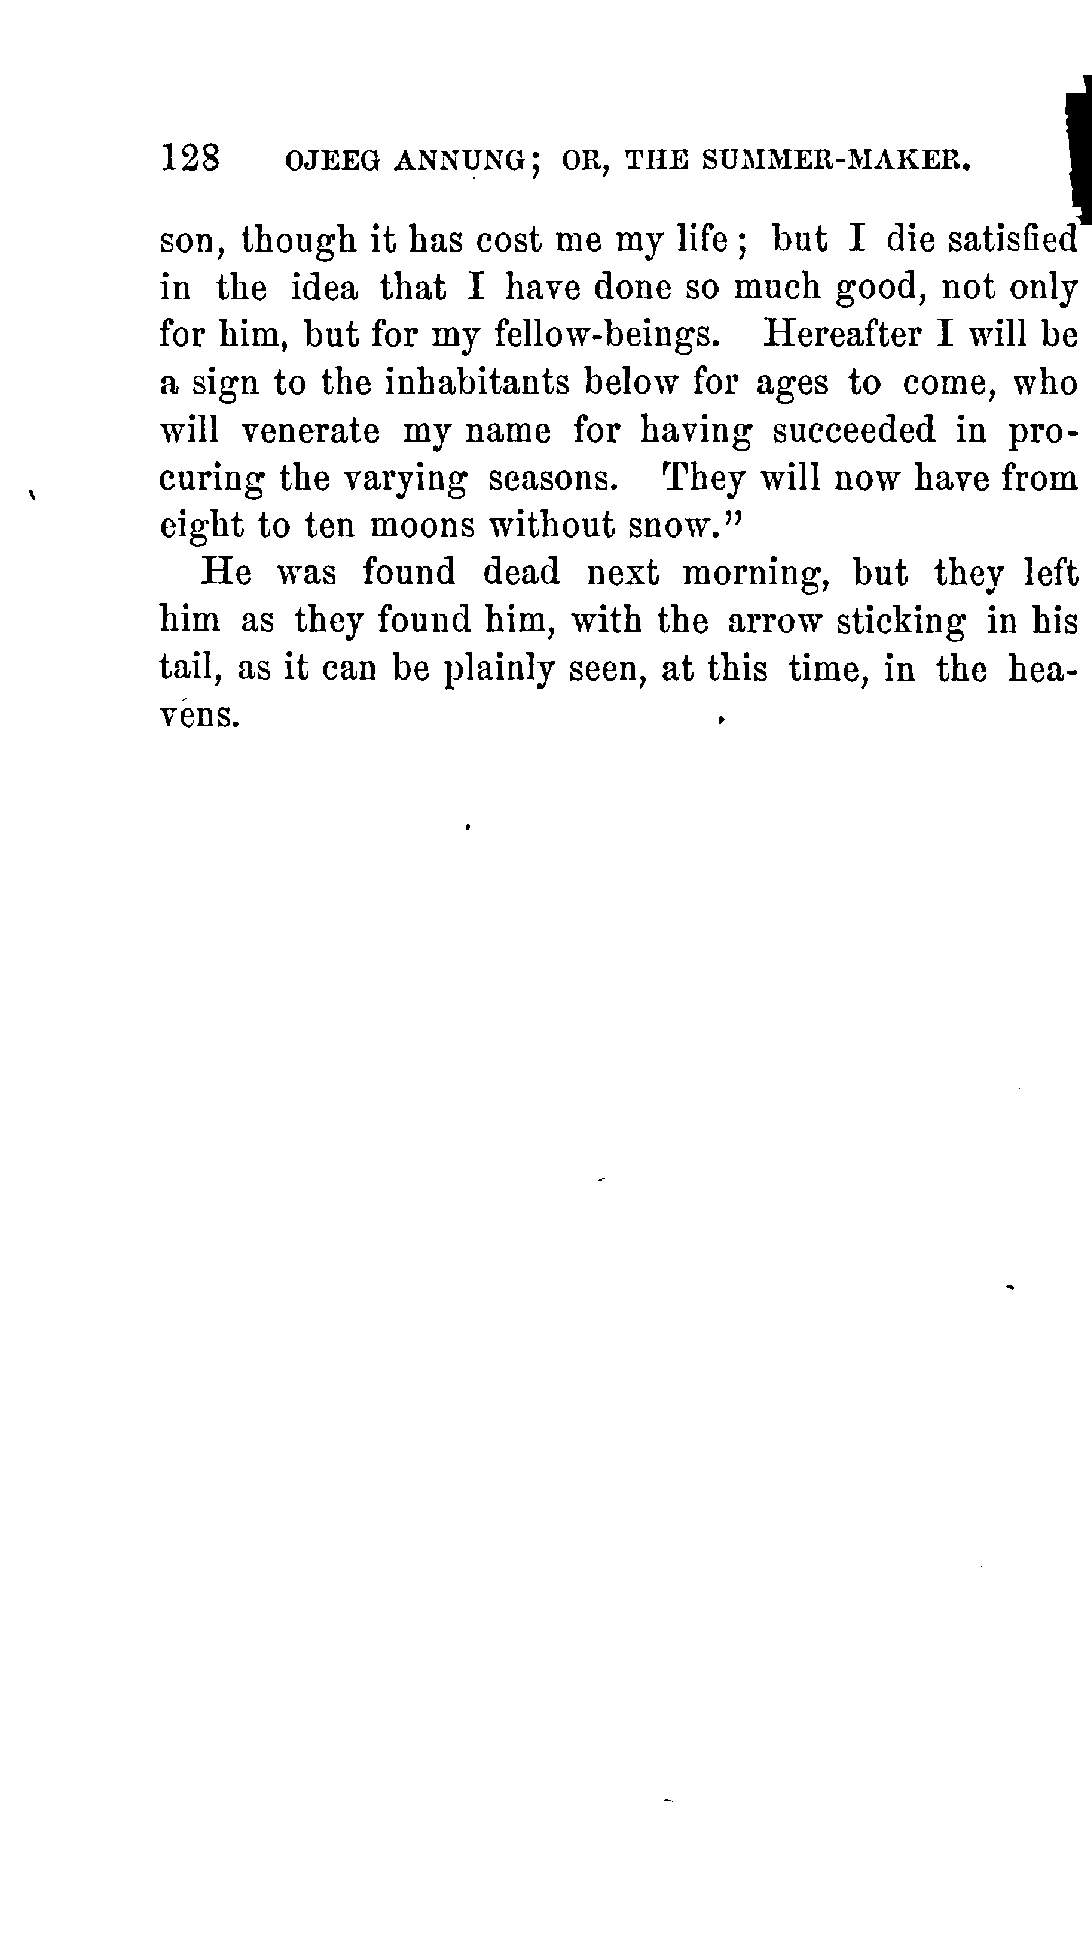 128 OJEEG ANNUNG; OR, THE SUMMER-MAKER.
son, though it has cost me my life; but I die satisfied
in the idea that I have done so much good, not only
for him, but for my fellow-beings. Hereafter I will be
a sign to the inhabitants below for ages to come, who
will venerate my name for having succeeded in pro-
curing the varying seasons. They will now have from
eight to ten moons without snow."
He was found dead next morning, but they left
him as they found him, with the arrow sticking in his
tail, as it can be plainly seen, at this time, in the hea-
vens.